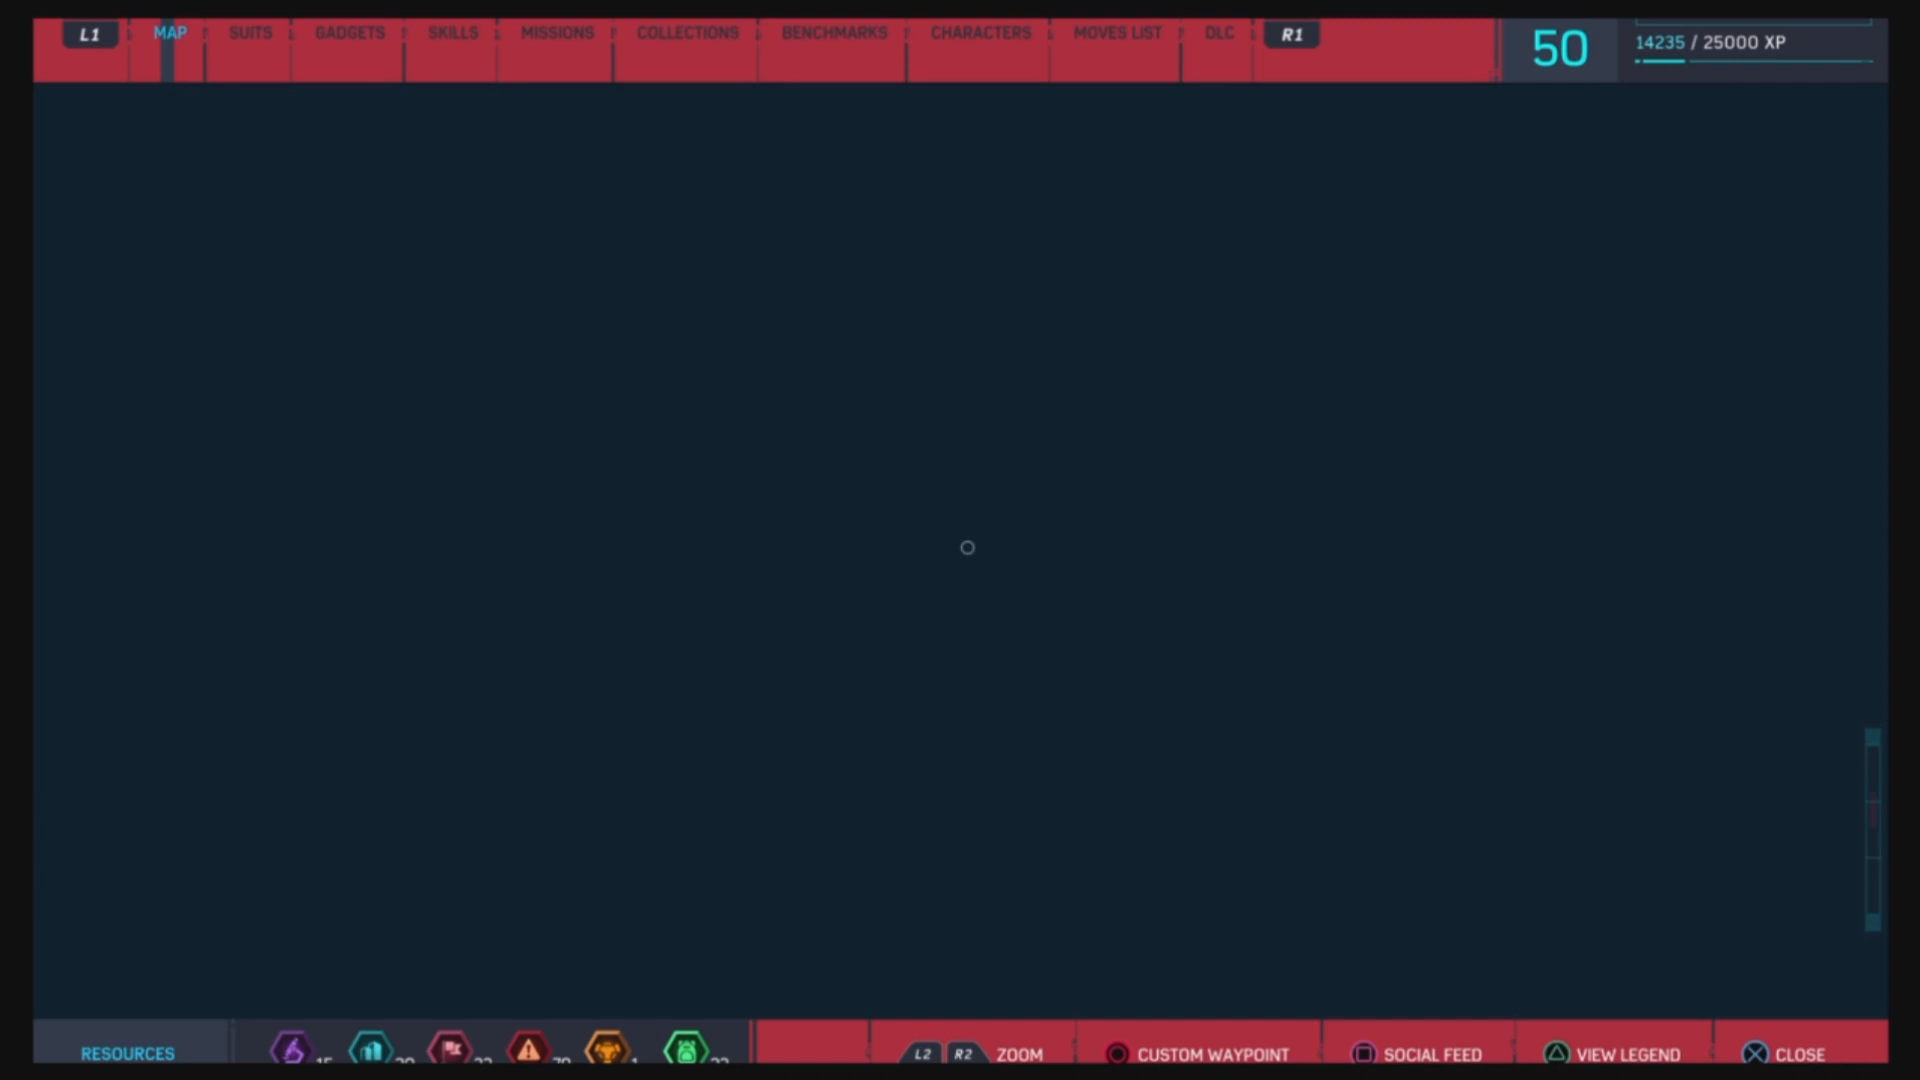 L1 MAP SUITS GADGETS SKILLS MISSIONS COLLECTIONS BENCHMARKS CHARACTERS MOVES LIST DLC R1
50
14235 / 25000 XP
RESOURCES
L2 R2 ZOOM CUSTOM WAYPOINT SOCIAL FEED VIEW LEGEND CLOSE